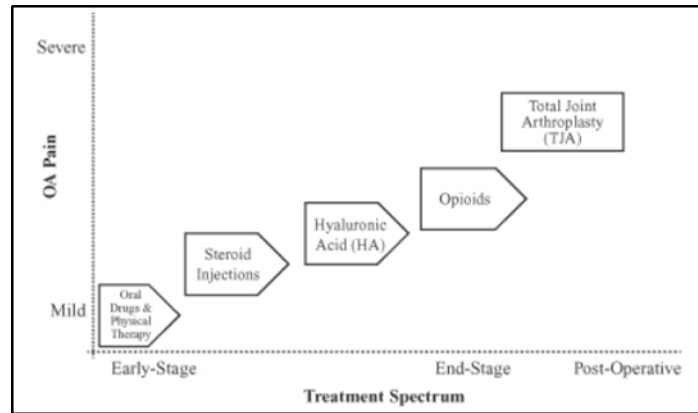 Severe
OA Pain
Mild
Oral
Drugs &
Physical
Therapy
Steroid
Injections
Hyaluronic
Acid (HA)
Opioids
Total Joint
Arthroplasty
(TJA)
Early-Stage
End-Stage
Post-Operative
Treatment Spectrum